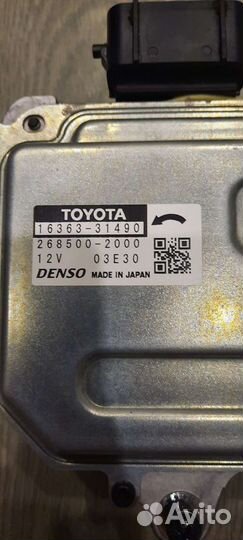 TOYOTA
16363-31490
268500-2000
12V 03E30
DENSO MADE IN JAPAN
Avito